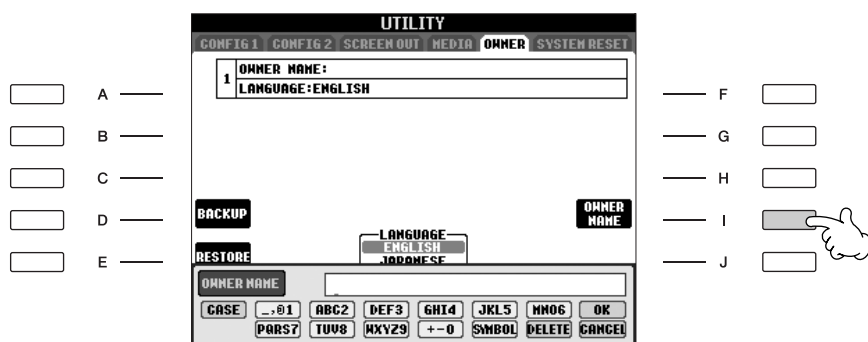 UTILITY
CONFIG 1 CONFIG 2 SCREEN OUT MEDIA OWNER SYSTEM RESET
1 OWNER NAME:
LANGUAGE:ENGLISH
A F
B G
C H
D BACKUP OWNER NAME I
LANGUAGE
ENGLISH
E RESTORE JAPANESE J
OWNER NAME
CASE _,@1 ABC2 DEF3 GHI4 JKL5 MNO6 OK
PQRS7 TUV8 WXYZ9 +-0 SYMBOL DELETE CANCEL